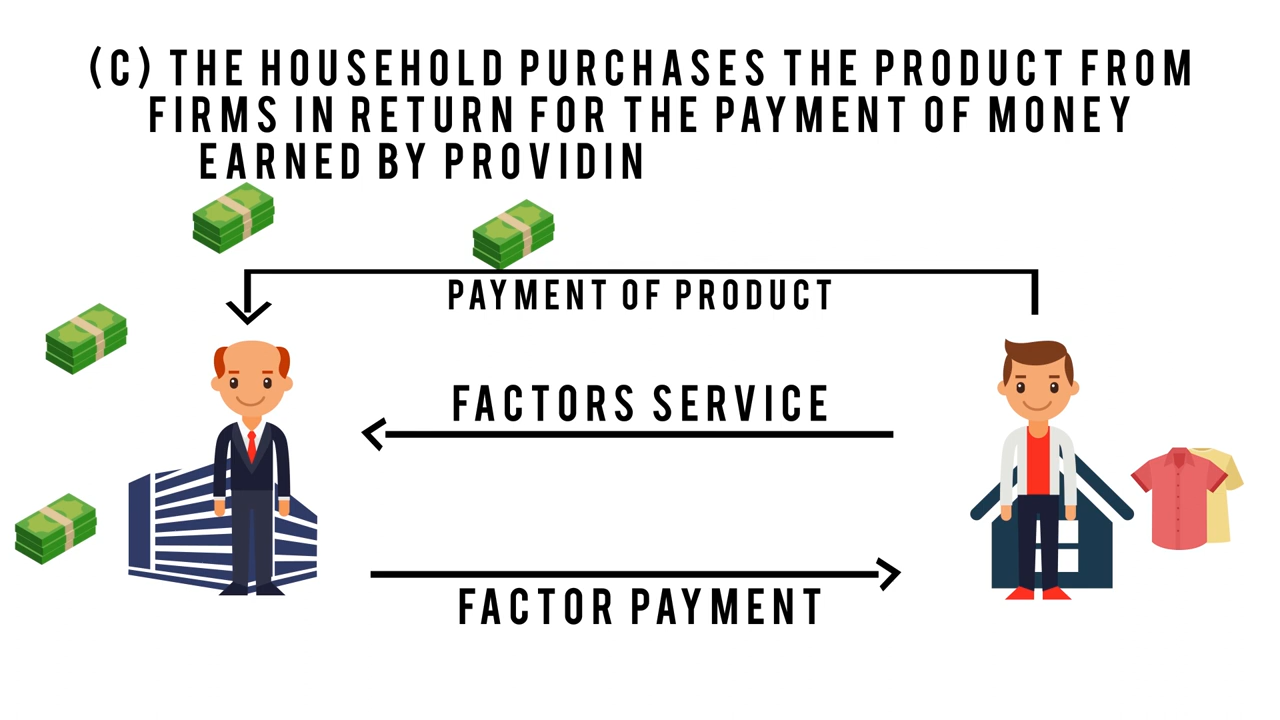 (C) THE HOUSEHOLD PURCHASES THE PRODUCT FROM
FIRMS IN RETURN FOR THE PAYMENT OF MONEY
EARNED BY PROVIDIN
PAYMENT OF PRODUCT
FACTORS SERVICE
FACTOR PAYMENT